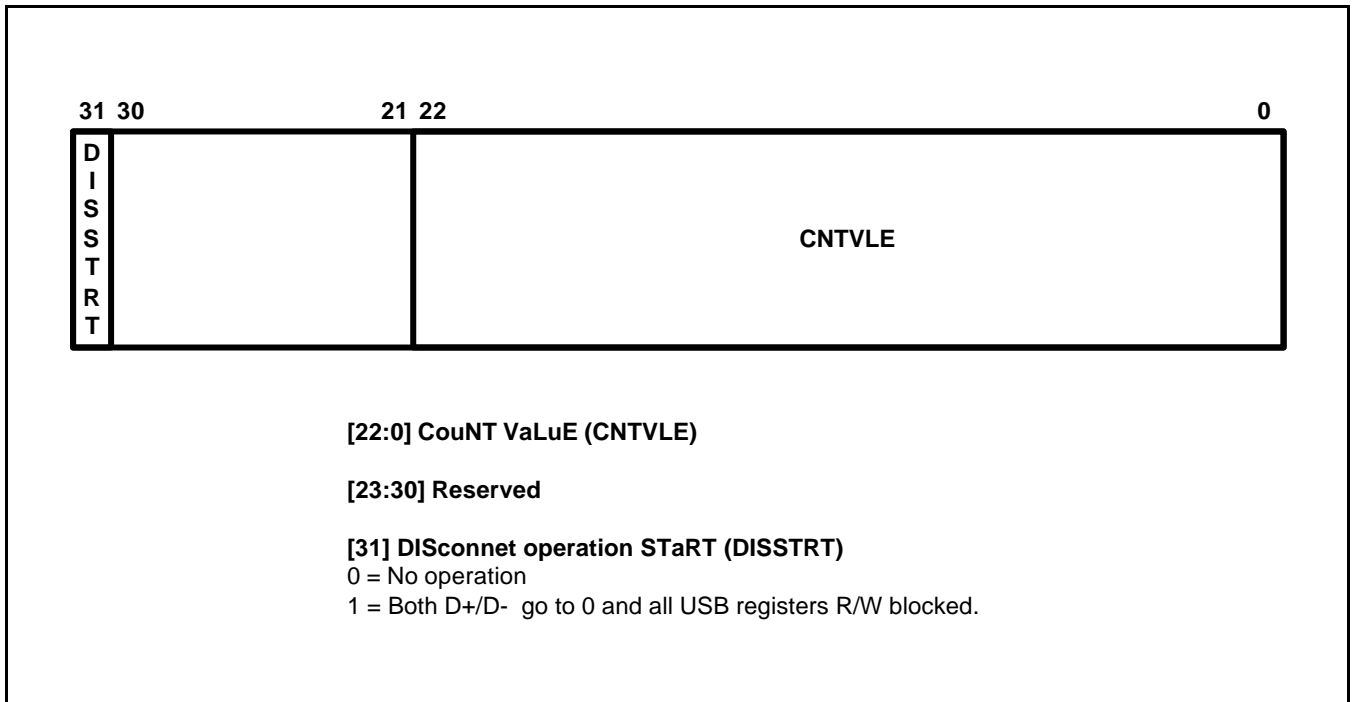 31 30 21 22 0
DISSTRT
CNTVLE
[22:0] CouNT VaLuE (CNTVLE)
[23:30] Reserved
[31] DISconnet operation STaRT (DISSTRT)
0 = No operation
1 = Both D+/D- go to 0 and all USB registers R/W blocked.